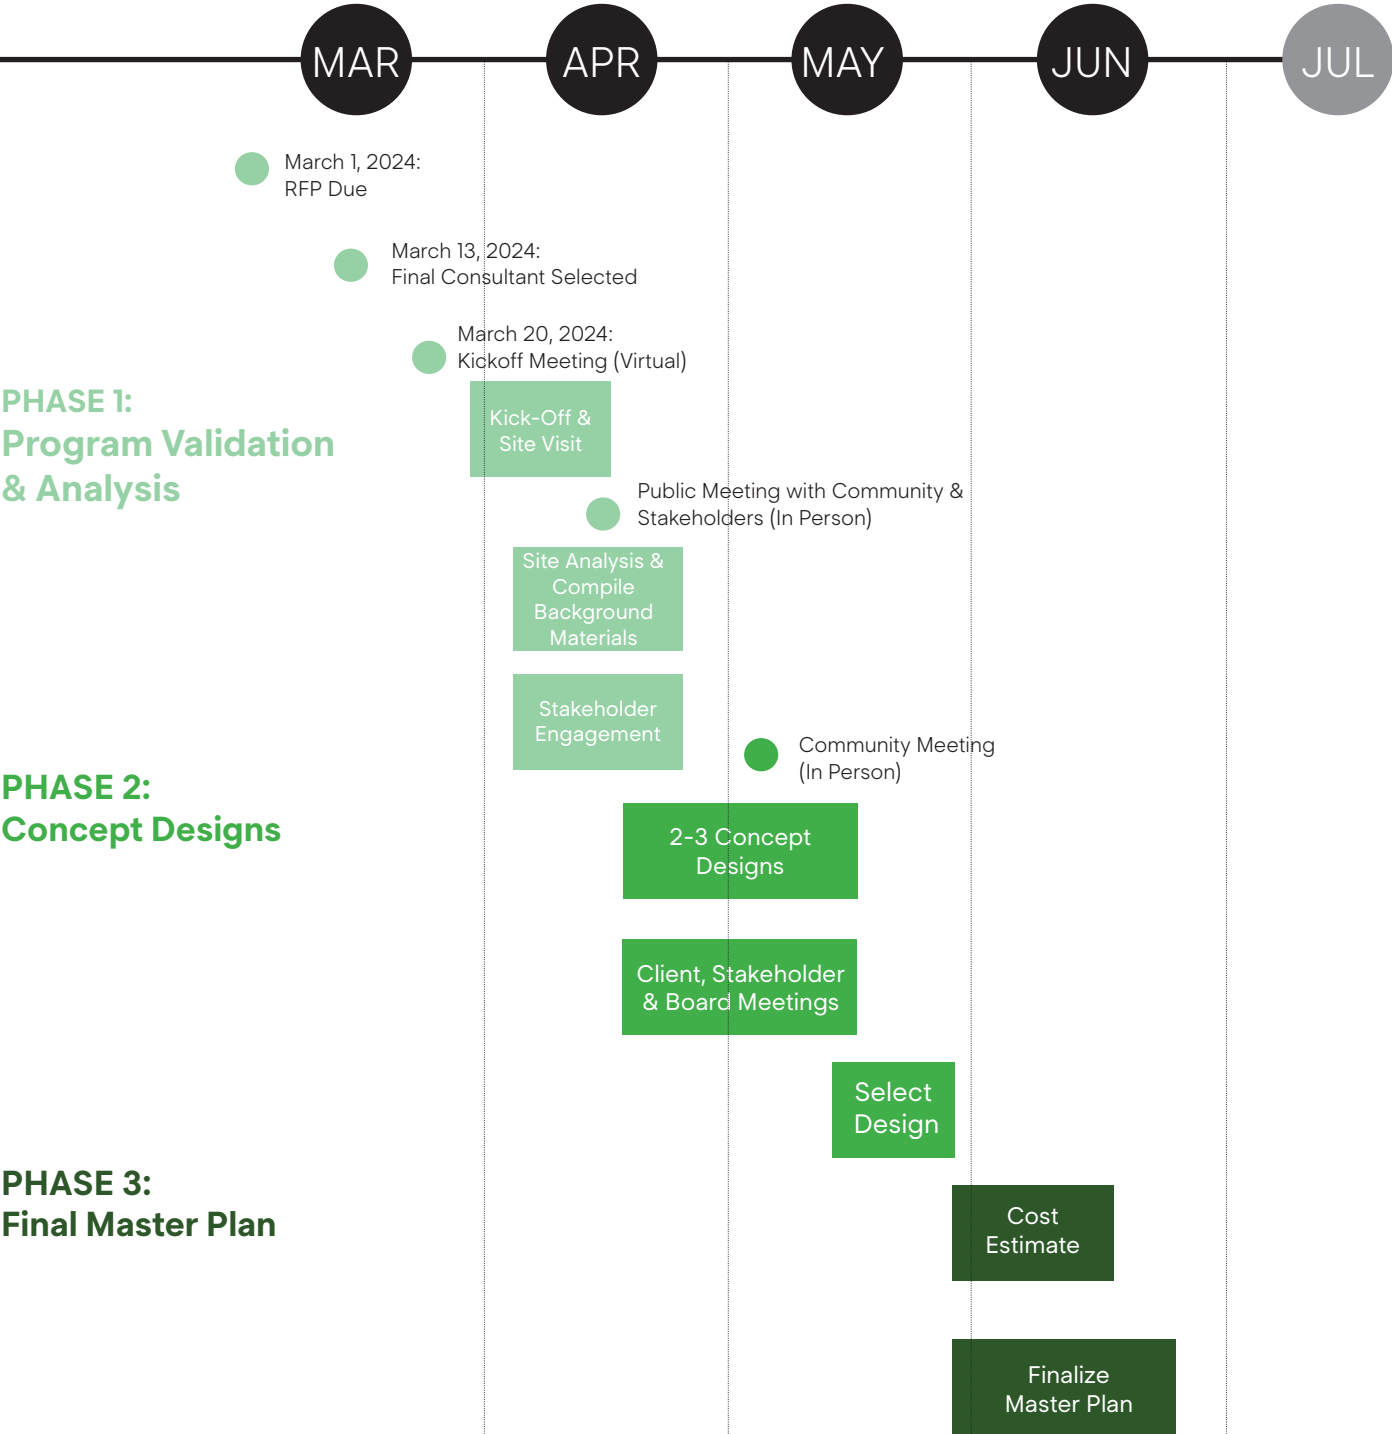 MAR
APR
MAY
JUN
JUL
March 1, 2024:
RFP Due
March 13, 2024:
Final Consultant Selected
March 20, 2024:
Kickoff Meeting (Virtual)
PHASE 1:
Program Validation
& Analysis
Kick-Off &
Site Visit
Public Meeting with Community &
Stakeholders (In Person)
Site Analysis &
Compile
Background
Materials
Stakeholder
Engagement
Community Meeting
(In Person)
PHASE 2:
Concept Designs
2-3 Concept
Designs
Client, Stakeholder
& Board Meetings
Select
Design
PHASE 3:
Final Master Plan
Cost
Estimate
Finalize
Master Plan